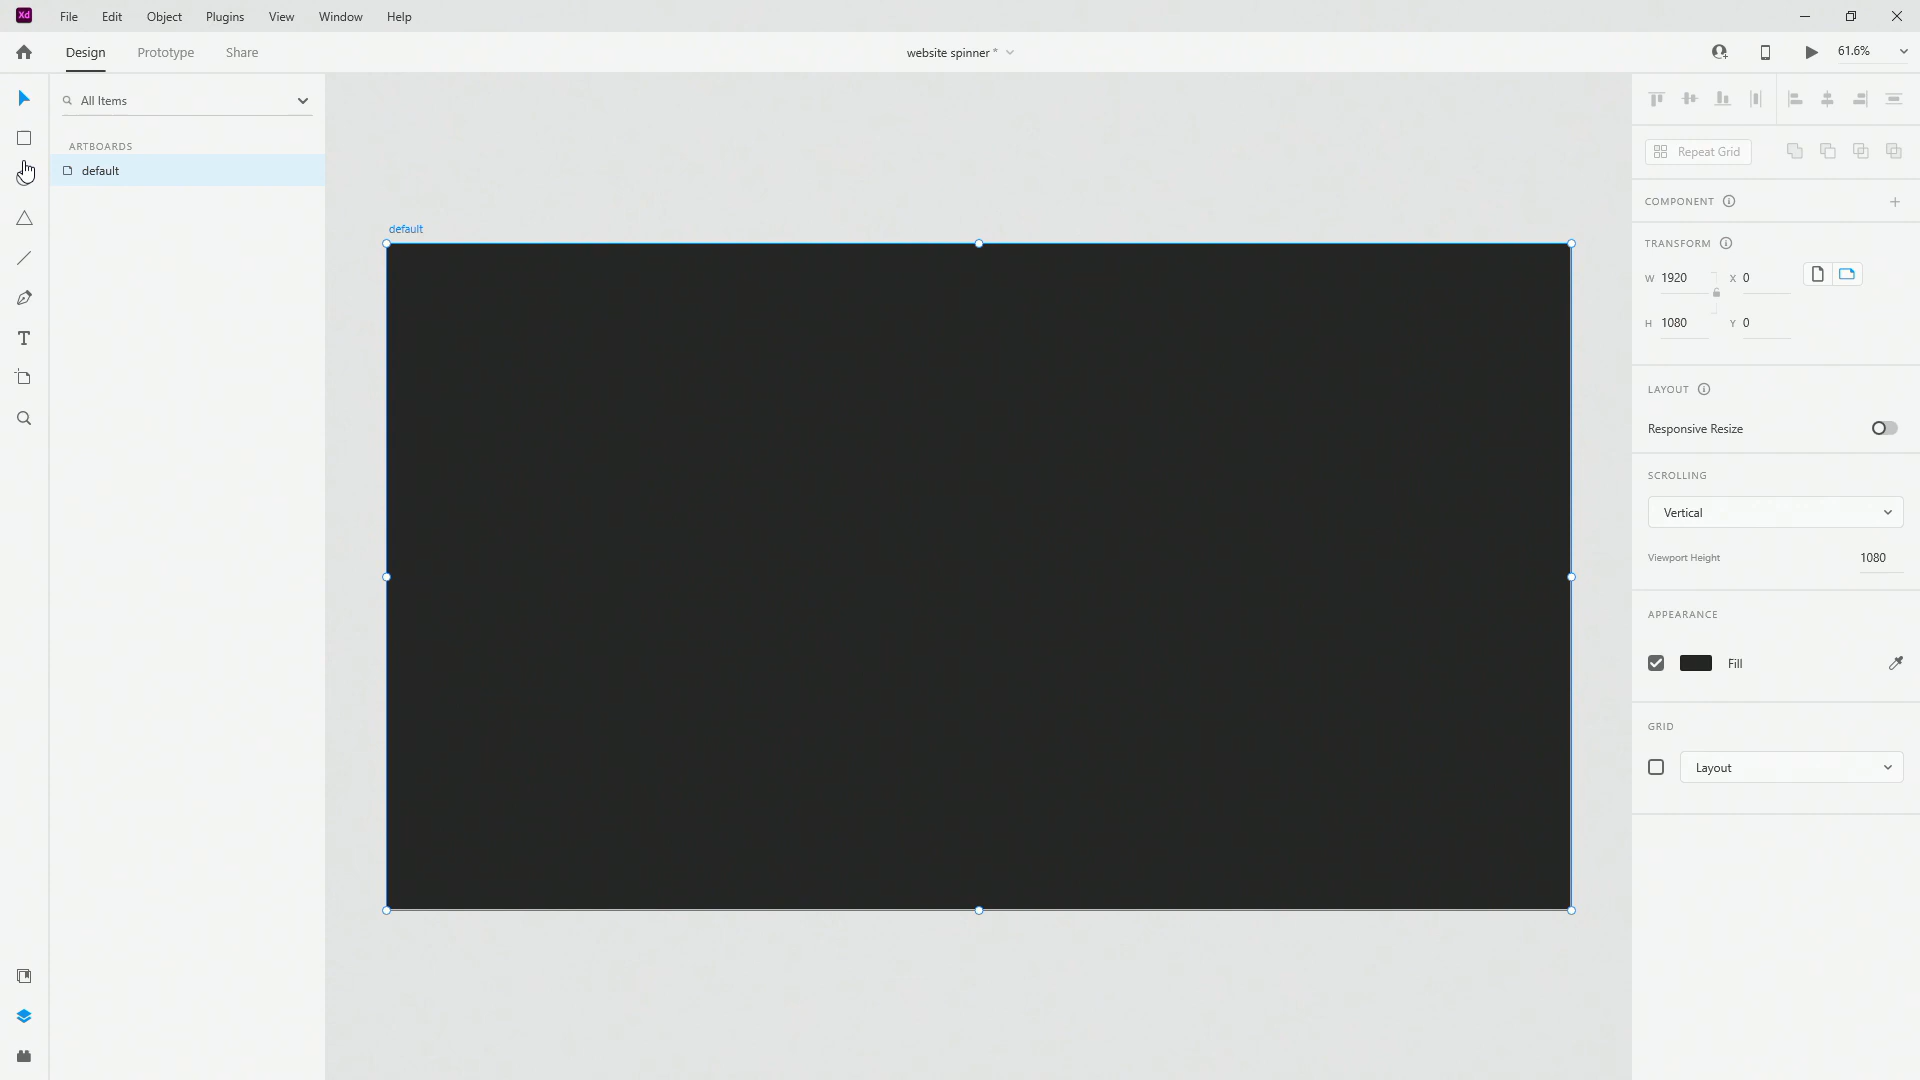 Xd File Edit Object Plugins View Window Help
Design Prototype Share website spinner * 61.6%
All Items
ARTBOARDS
default
default
Repeat Grid
COMPONENT
TRANSFORM
W 1920 X 0
H 1080 Y 0
LAYOUT
Responsive Resize
SCROLLING
Vertical
Viewport Height 1080
APPEARANCE
Fill
GRID
Layout